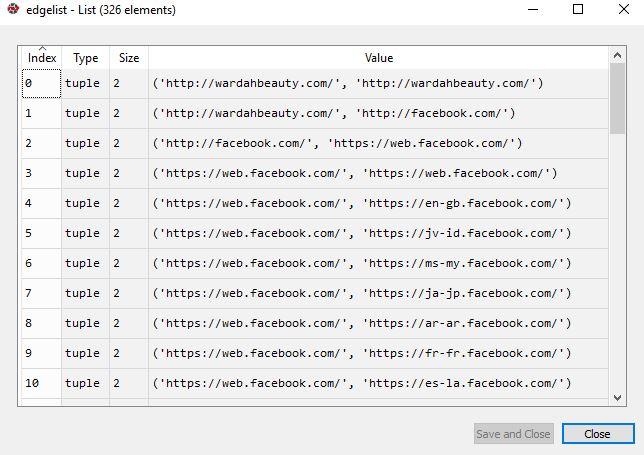 edgelist - List (326 elements)
Index Type Size Value
0 tuple 2 ('http://wardahbeauty.com/', 'http://wardahbeauty.com/')
1 tuple 2 ('http://wardahbeauty.com/', 'http://facebook.com/')
2 tuple 2 ('http://facebook.com/', 'https://web.facebook.com/')
3 tuple 2 ('https://web.facebook.com/', 'https://web.facebook.com/')
4 tuple 2 ('https://web.facebook.com/', 'https://en-gb.facebook.com/')
5 tuple 2 ('https://web.facebook.com/', 'https://jv-id.facebook.com/')
6 tuple 2 ('https://web.facebook.com/', 'https://ms-my.facebook.com/')
7 tuple 2 ('https://web.facebook.com/', 'https://ja-jp.facebook.com/')
8 tuple 2 ('https://web.facebook.com/', 'https://ar-ar.facebook.com/')
9 tuple 2 ('https://web.facebook.com/', 'https://fr-fr.facebook.com/')
10 tuple 2 ('https://web.facebook.com/', 'https://es-la.facebook.com/')
Save and Close Close